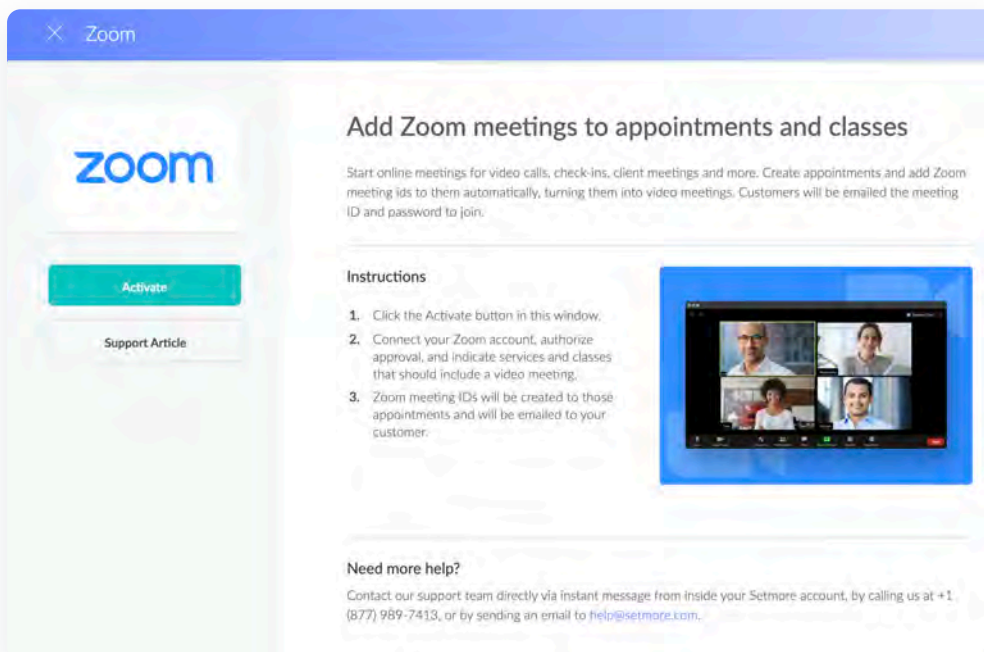 Zoom
zoom
Activate
Support Article
Add Zoom meetings to appointments and classes
Start online meetings for video calls, check-ins, client meetings and more. Create appointments and add Zoom
meeting ids to them automatically, turning them into video meetings. Customers will be emailed the meeting
ID and password to join.
Instructions
1. Click the Activate button in this window.
2. Connect your Zoom account, authorize
approval, and indicate services and classes
that should include a video meeting.
3. Zoom meeting IDs will be created to those
appointments and will be emailed to your
customer.
Need more help?
Contact our support team directly via instant message from inside your Setmore account, by calling us at +1
(877) 989-7413, or by sending an email to help@setmore.com.